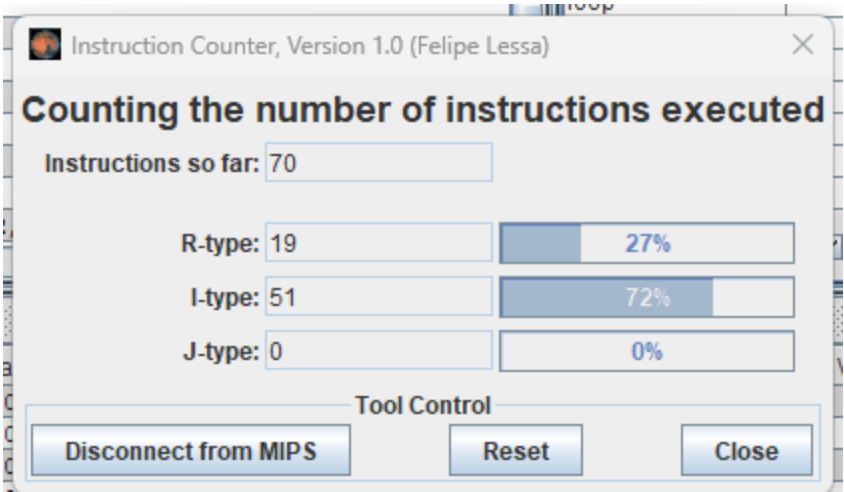 loop
Instruction Counter, Version 1.0 (Felipe Lessa)
Counting the number of instructions executed
Instructions so far: 70
R-type: 19 27%
I-type: 51 72%
J-type: 0 0%
Tool Control
Disconnect from MIPS Reset Close